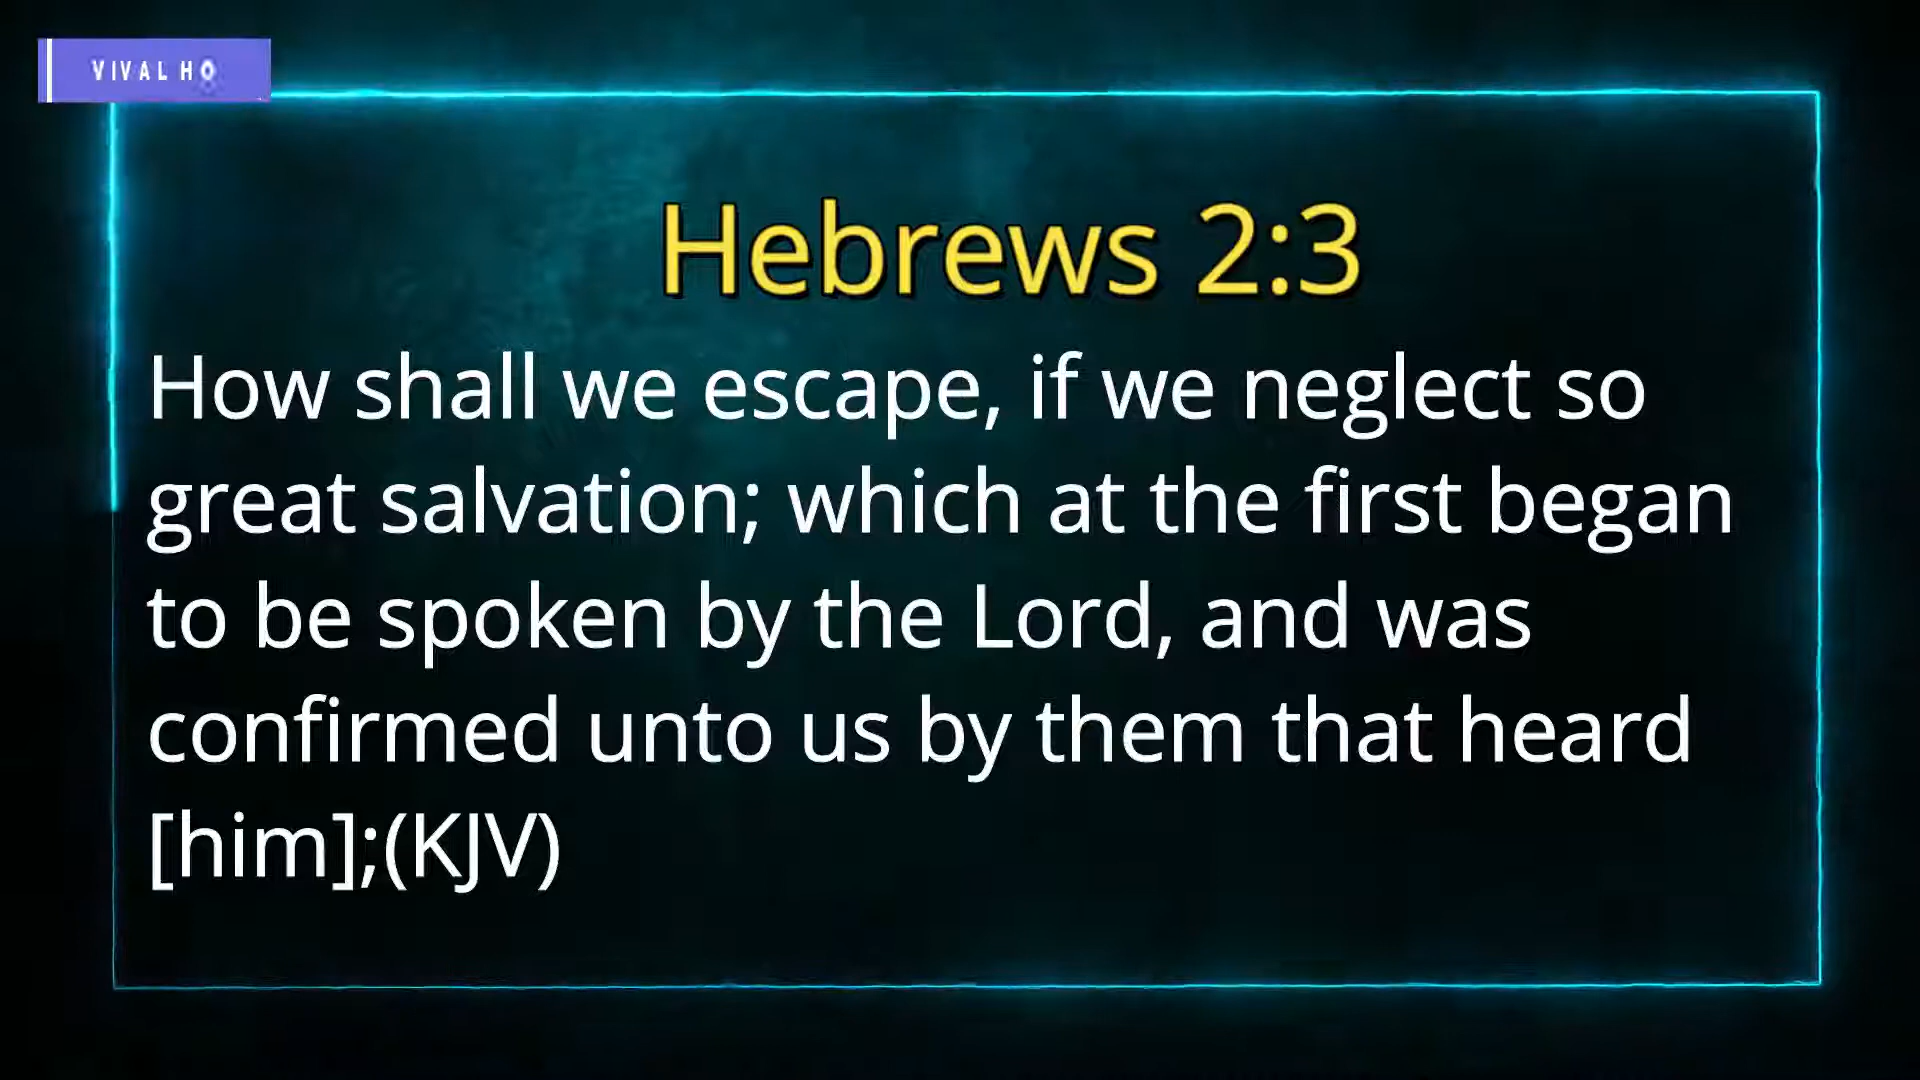 VIVAL HO
Hebrews 2:3
How shall we escape, if we neglect so
great salvation; which at the first began
to be spoken by the Lord, and was
confirmed unto us by them that heard
[him];(KJV)